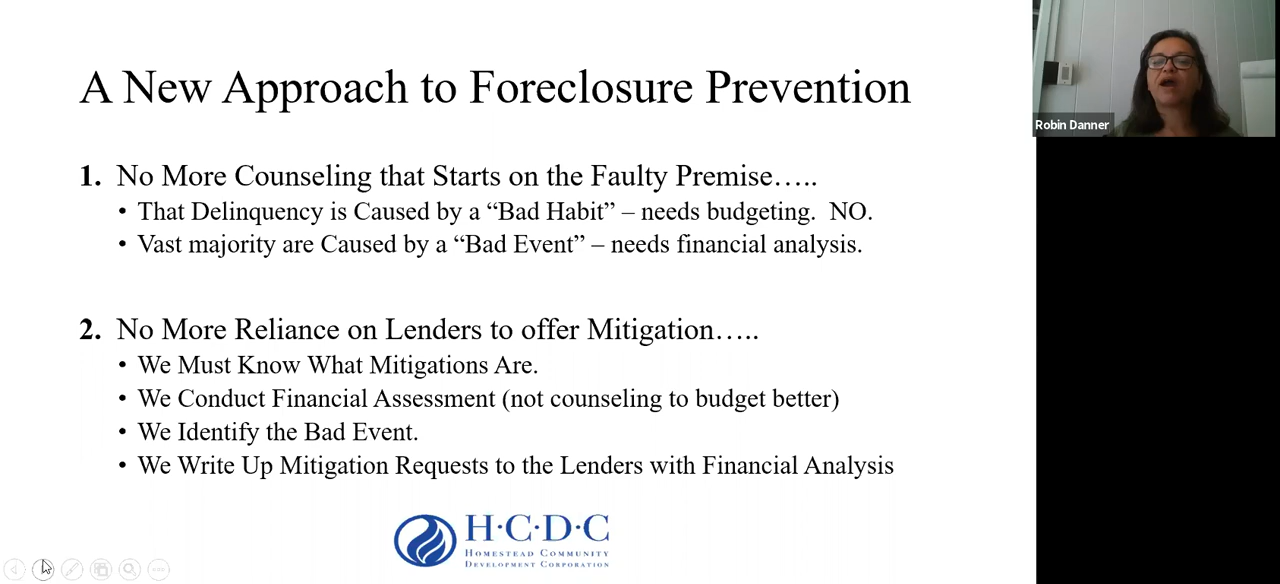 A New Approach to Foreclosure Prevention
1. No More Counseling that Starts on the Faulty Premise…..
• That Delinquency is Caused by a “Bad Habit” – needs budgeting. NO.
• Vast majority are Caused by a “Bad Event” – needs financial analysis.
2. No More Reliance on Lenders to offer Mitigation…..
• We Must Know What Mitigations Are.
• We Conduct Financial Assessment (not counseling to budget better)
• We Identify the Bad Event.
• We Write Up Mitigation Requests to the Lenders with Financial Analysis
H·C·D·C
HOMESTEAD COMMUNITY
DEVELOPMENT CORPORATION
Robin Danner